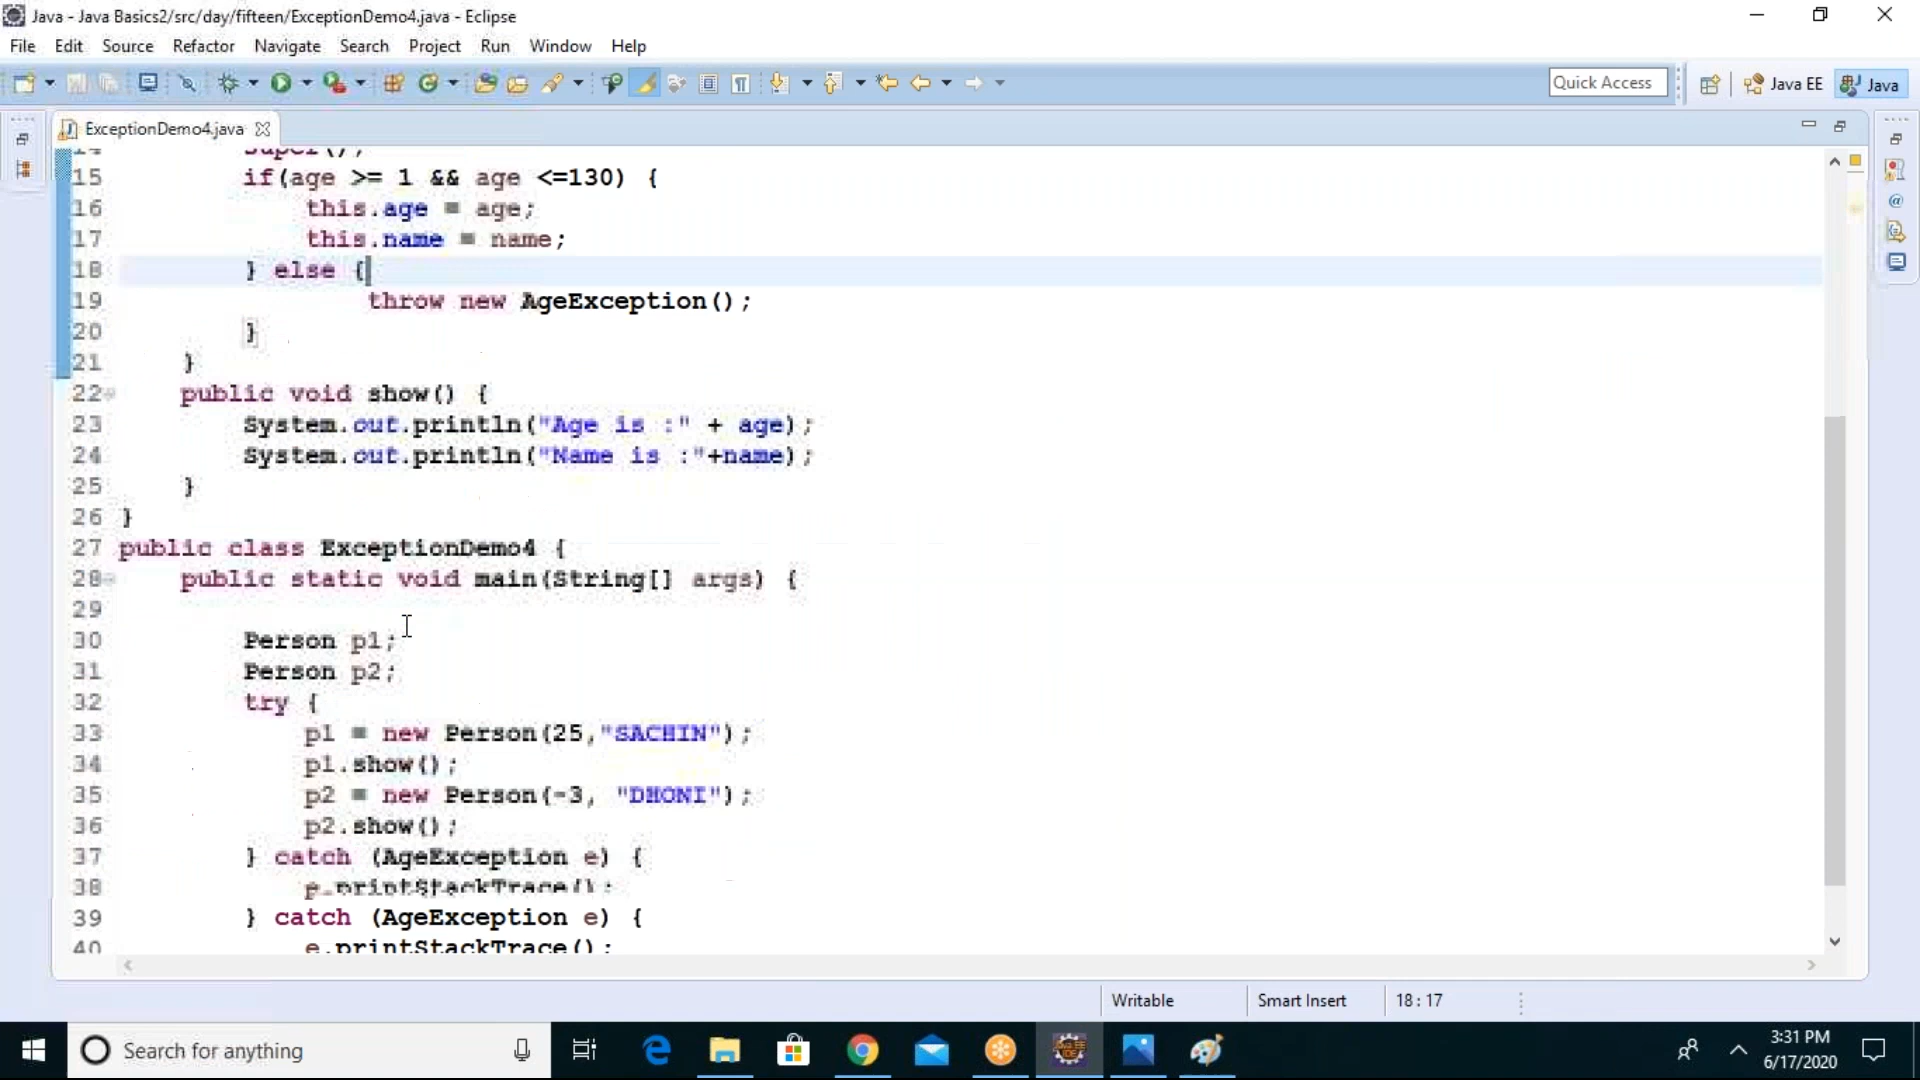 Java - Java Basics2/src/day/fifteen/ExceptionDemo4.java - Eclipse
File Edit Source Refactor Navigate Search Project Run Window Help
Quick Access Java EE Java
ExceptionDemo4.java
14 super();
15 if(age >= 1 && age <=130) {
16 this.age = age;
17 this.name = name;
18 } else {
19 throw new AgeException();
20 }
21 }
22 public void show() {
23 System.out.println("Age is :" + age);
24 System.out.println("Name is :"+name);
25 }
26 }
27 public class ExceptionDemo4 {
28 public static void main(String[] args) {
29
30 Person p1;
31 Person p2;
32 try {
33 p1 = new Person(25,"SACHIN");
34 p1.show();
35 p2 = new Person(-3, "DHONI");
36 p2.show();
37 } catch (AgeException e) {
38 e.printStackTrace();
39 } catch (AgeException e) {
40 e.printStackTrace();
Writable Smart Insert 18 : 17
Search for anything
3:31 PM
6/17/2020